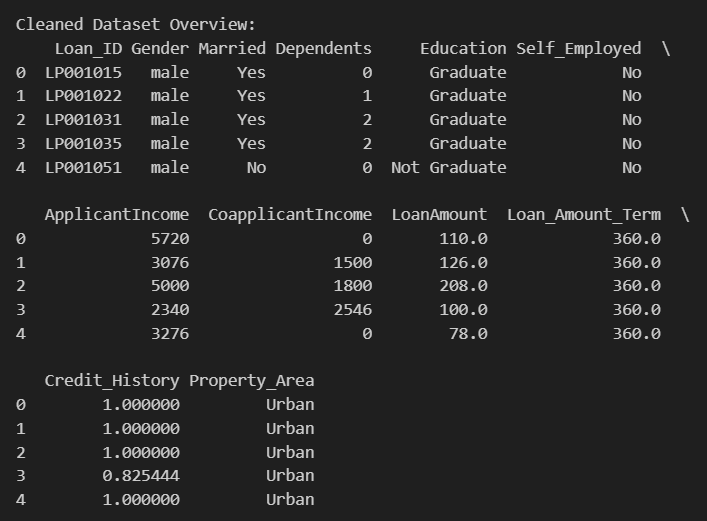 Cleaned Dataset Overview:
    Loan_ID Gender Married Dependents     Education Self_Employed  \
0  LP001015   male     Yes          0      Graduate            No
1  LP001022   male     Yes          1      Graduate            No
2  LP001031   male     Yes          2      Graduate            No
3  LP001035   male     Yes          2      Graduate            No
4  LP001051   male      No          0  Not Graduate            No
   ApplicantIncome  CoapplicantIncome  LoanAmount  Loan_Amount_Term  \
0             5720                  0       110.0             360.0
1             3076               1500       126.0             360.0
2             5000               1800       208.0             360.0
3             2340               2546       100.0             360.0
4             3276                  0        78.0             360.0
   Credit_History Property_Area
0        1.000000         Urban
1        1.000000         Urban
2        1.000000         Urban
3        0.825444         Urban
4        1.000000         Urban